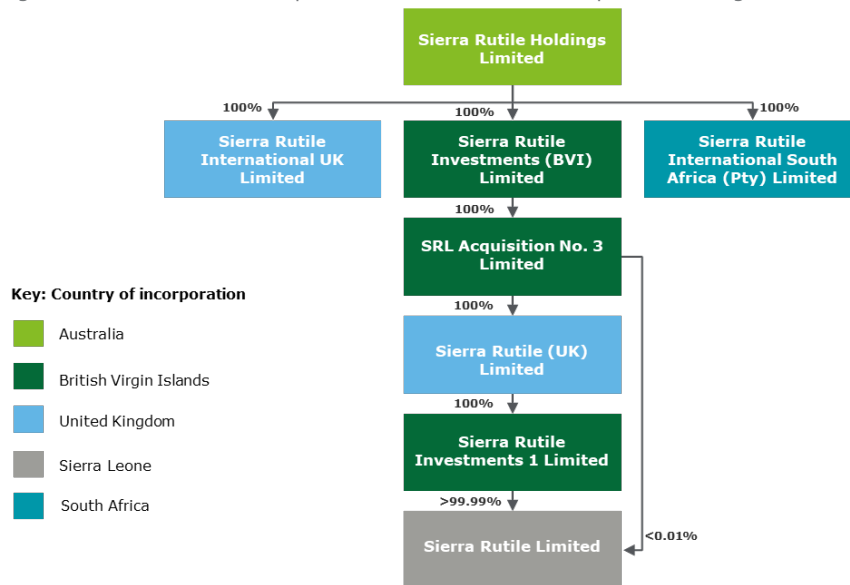 Sierra Rutile Holdings
Limited
100%
100%
100%
Sierra Rutile
International UK
Limited
Sierra Rutile
Investments (BVI)
Limited
Sierra Rutile
International South
Africa (Pty) Limited
100%
SRL Acquisition No. 3
Limited
Key: Country of incorporation
Australia
British Virgin Islands
United Kingdom
Sierra Leone
South Africa
100%
Sierra Rutile (UK)
Limited
100%
Sierra Rutile
Investments 1 Limited
>99.99%
<0.01%
Sierra Rutile Limited